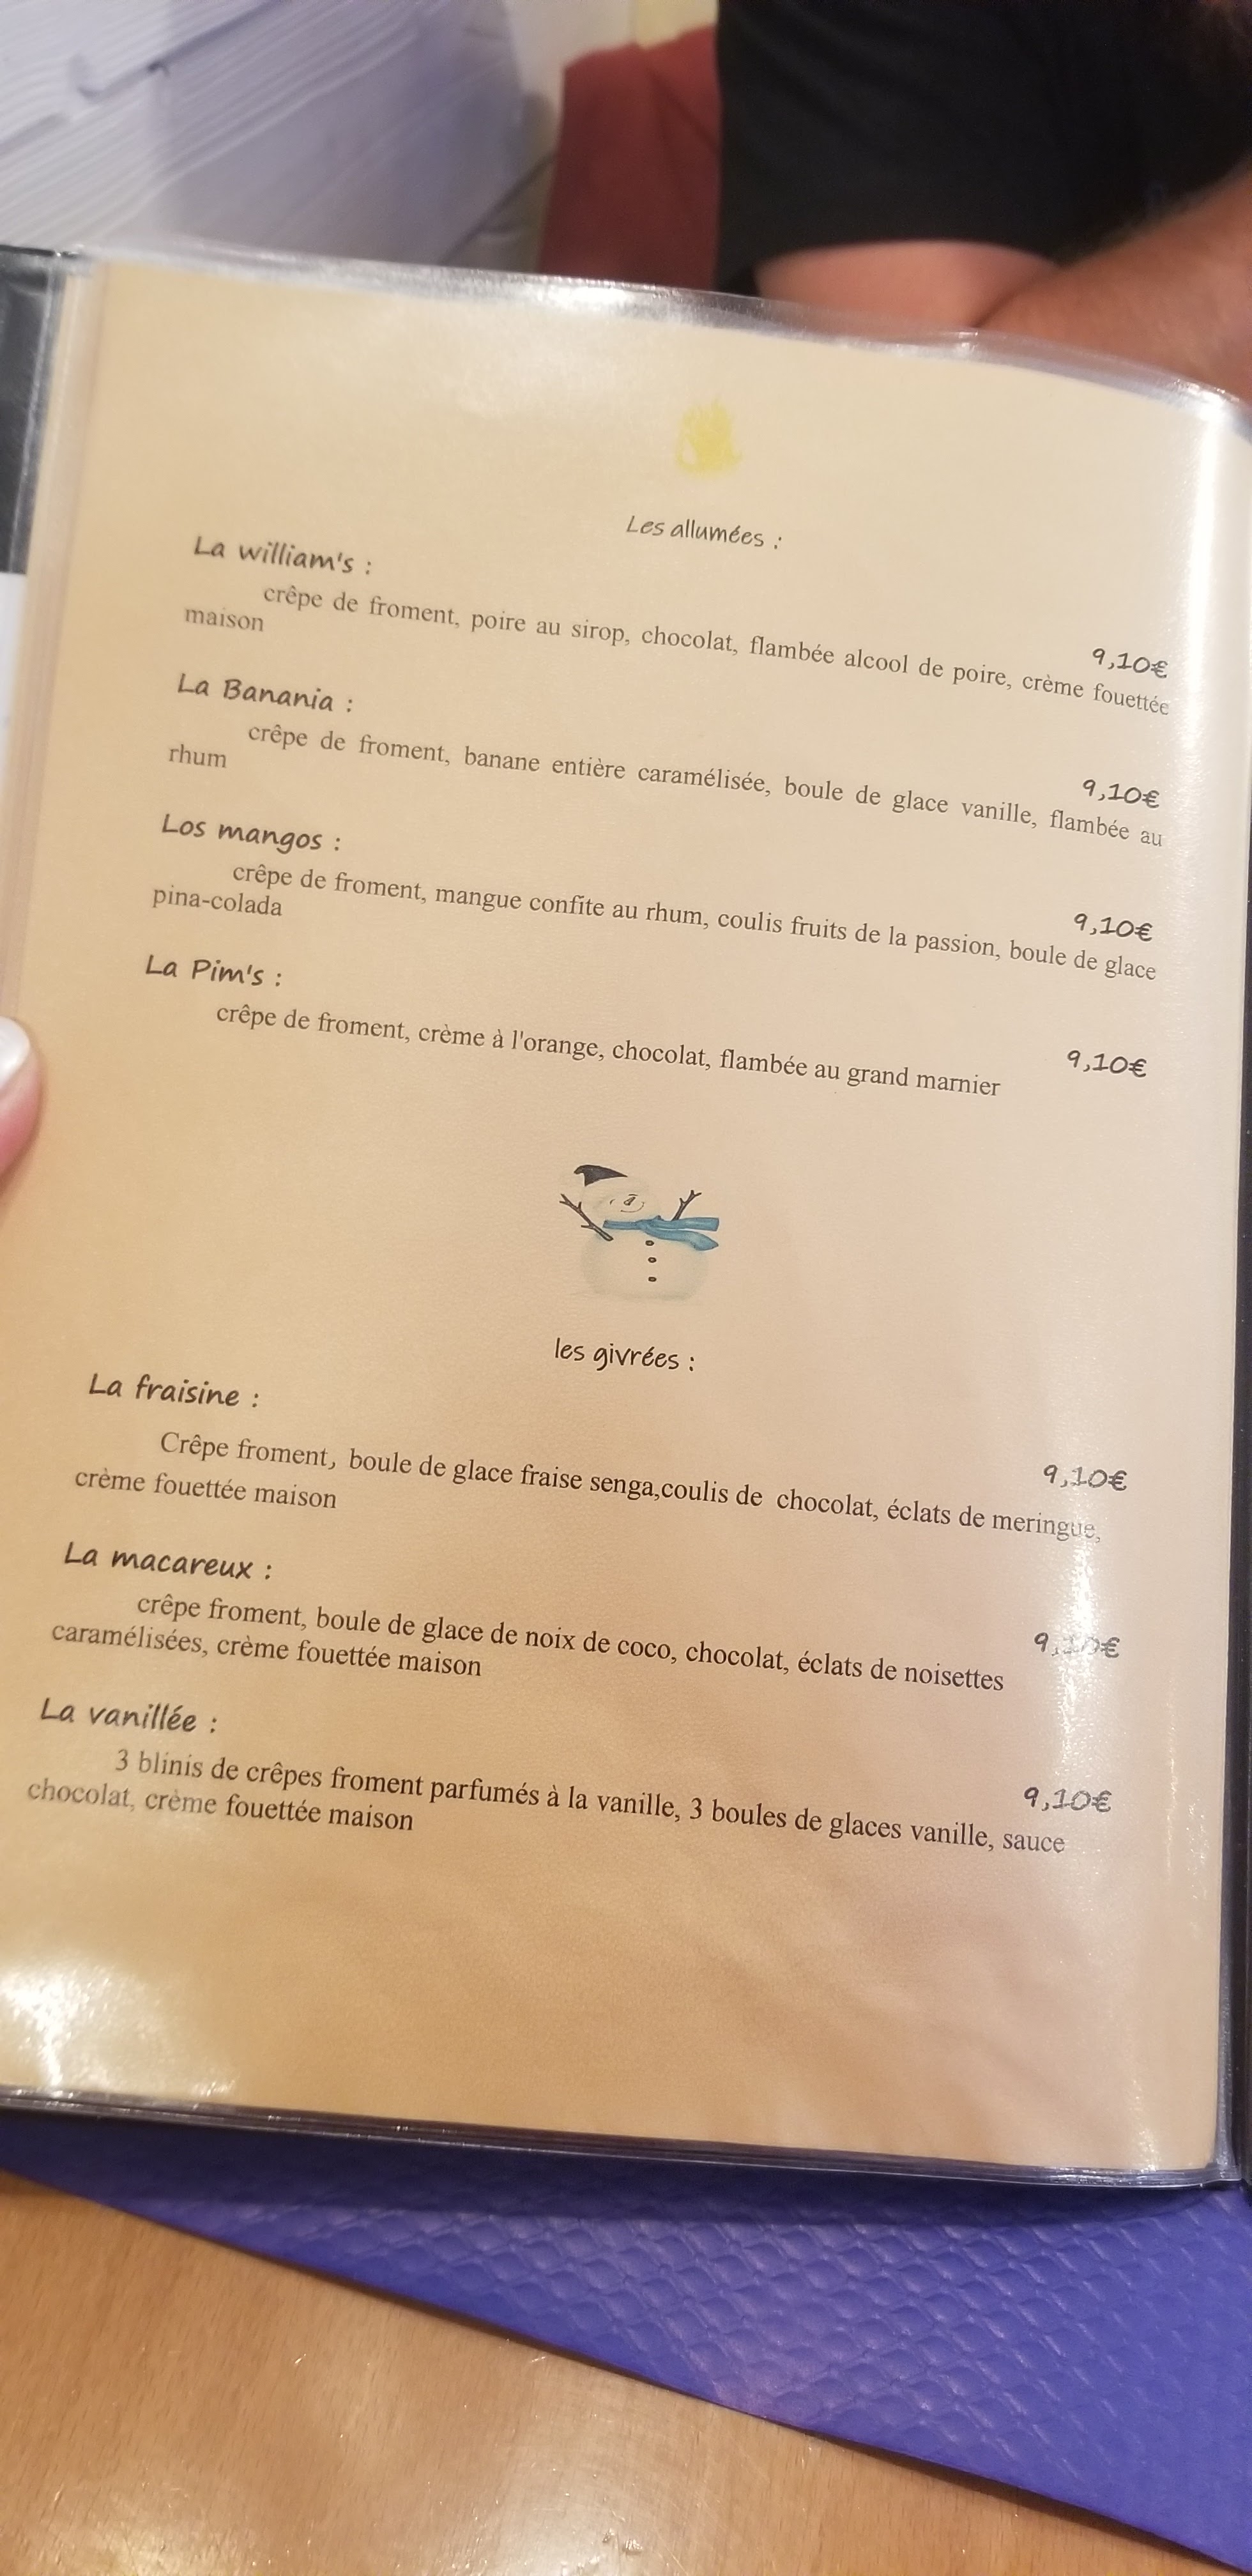 Les allumées :
La william's :
9,10€
crêpe de froment, poire au sirop, chocolat, flambée alcool de poire, crème fouettée
maison
La Banania :
9,10€
crêpe de froment, banane entière caramélisée, boule de glace vanille, flambée au
rhum
Los mangos :
9,10€
crêpe de froment, mangue confite au rhum, coulis fruits de la passion, boule de glace
pina-colada
La Pim's :
9,10€
crêpe de froment, crème à l'orange, chocolat, flambée au grand marnier
les givrées :
La fraisine :
9,10€
Crêpe froment, boule de glace fraise senga,coulis de chocolat, éclats de meringue,
crème fouettée maison
La macareux :
9,10€
crêpe froment, boule de glace de noix de coco, chocolat, éclats de noisettes
caramélisées, crème fouettée maison
La vanillée :
9,10€
3 blinis de crêpes froment parfumés à la vanille, 3 boules de glaces vanille, sauce
chocolat, crème fouettée maison